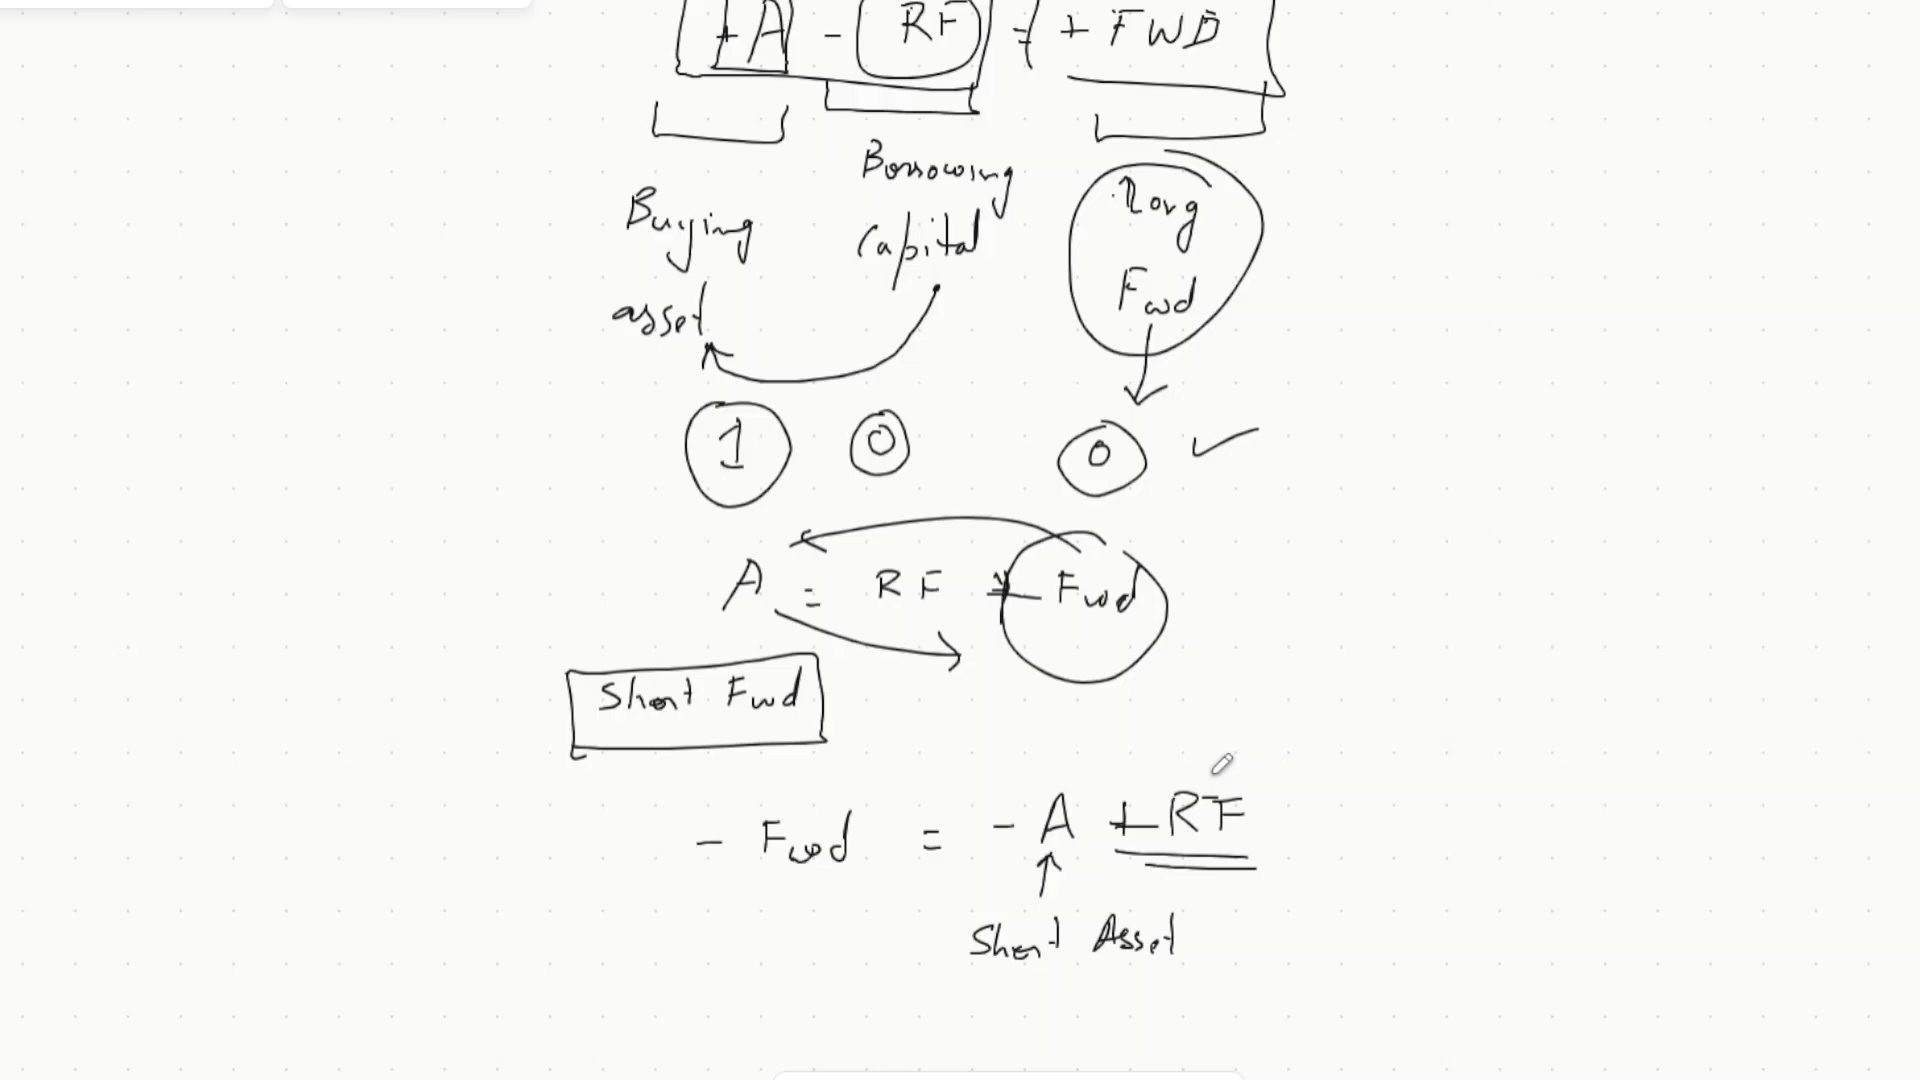 +A - RF = + FWD
Borrowing
Buying capital
asset
Long
Fwd
1 0 0
A = RF + Fwd
Short Fwd
- Fwd = - A + RF
Short Asset